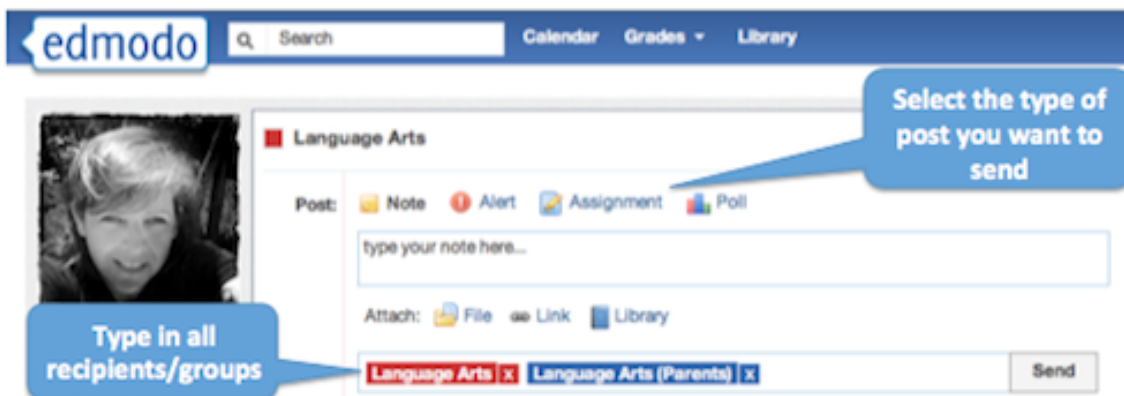 edmodo Search Calendar Grades Library
Select the type of
post you want to
send
Language Arts
Post: Note Alert Assignment Poll
type your note here...
Attach: File Link Library
Type in all
recipients/groups
Language Arts x Language Arts (Parents) x Send